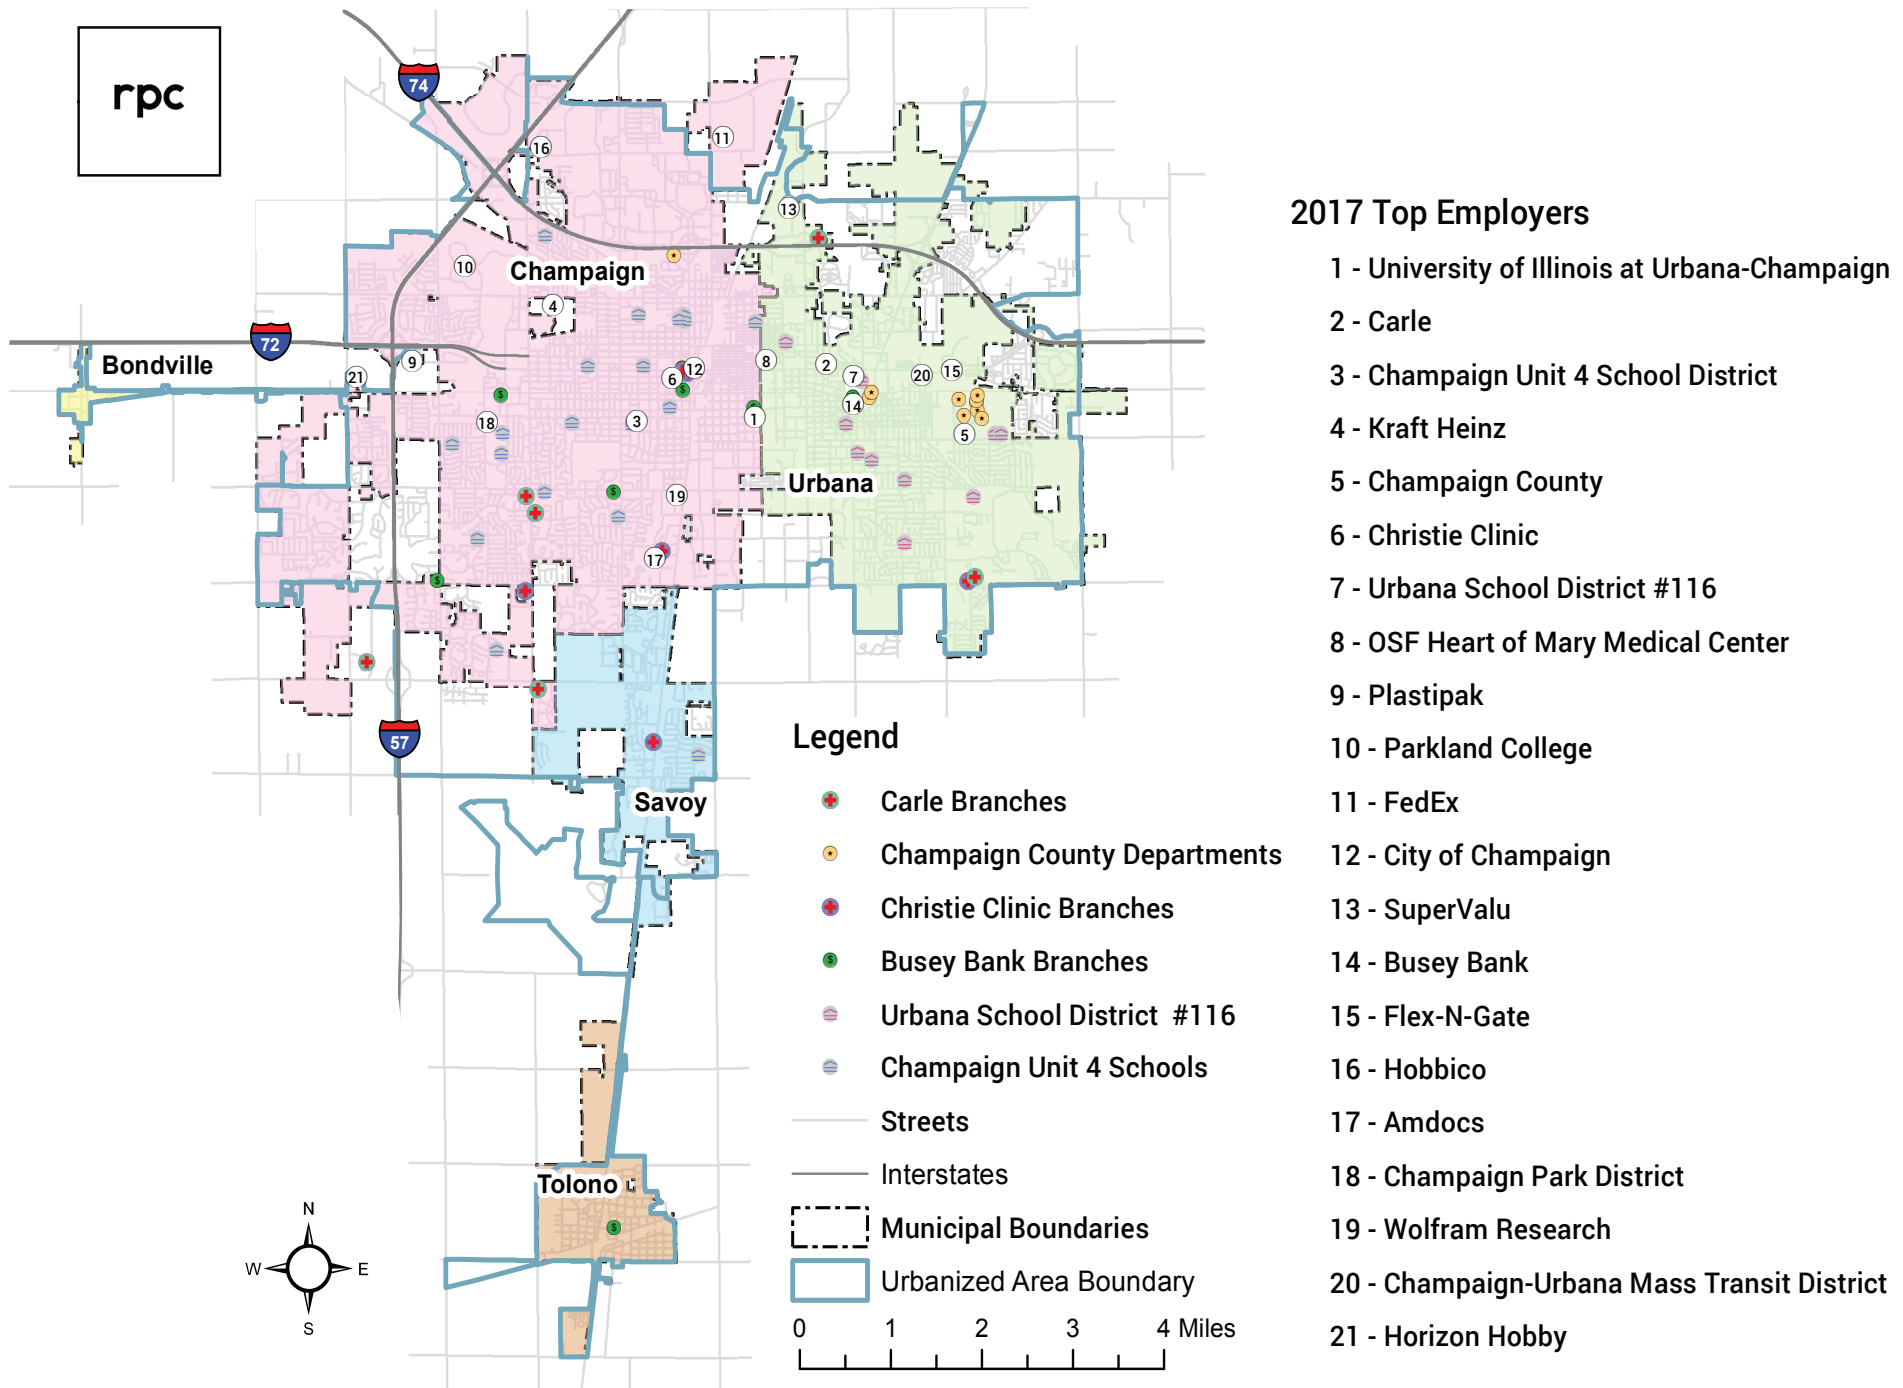 rpc
74
16
11
13
10
Champaign
4
72
Bondville
9
21
12
6
8
2
7
20
15
14
18
3
1
5
Urbana
19
17
57
Savoy
Tolono
N
W
E
S
Legend
Carle Branches
Champaign County Departments
Christie Clinic Branches
Busey Bank Branches
Urbana School District #116
Champaign Unit 4 Schools
Streets
Interstates
Municipal Boundaries
Urbanized Area Boundary
0 1 2 3 4 Miles
2017 Top Employers
1 - University of Illinois at Urbana-Champaign
2 - Carle
3 - Champaign Unit 4 School District
4 - Kraft Heinz
5 - Champaign County
6 - Christie Clinic
7 - Urbana School District #116
8 - OSF Heart of Mary Medical Center
9 - Plastipak
10 - Parkland College
11 - FedEx
12 - City of Champaign
13 - SuperValu
14 - Busey Bank
15 - Flex-N-Gate
16 - Hobbico
17 - Amdocs
18 - Champaign Park District
19 - Wolfram Research
20 - Champaign-Urbana Mass Transit District
21 - Horizon Hobby